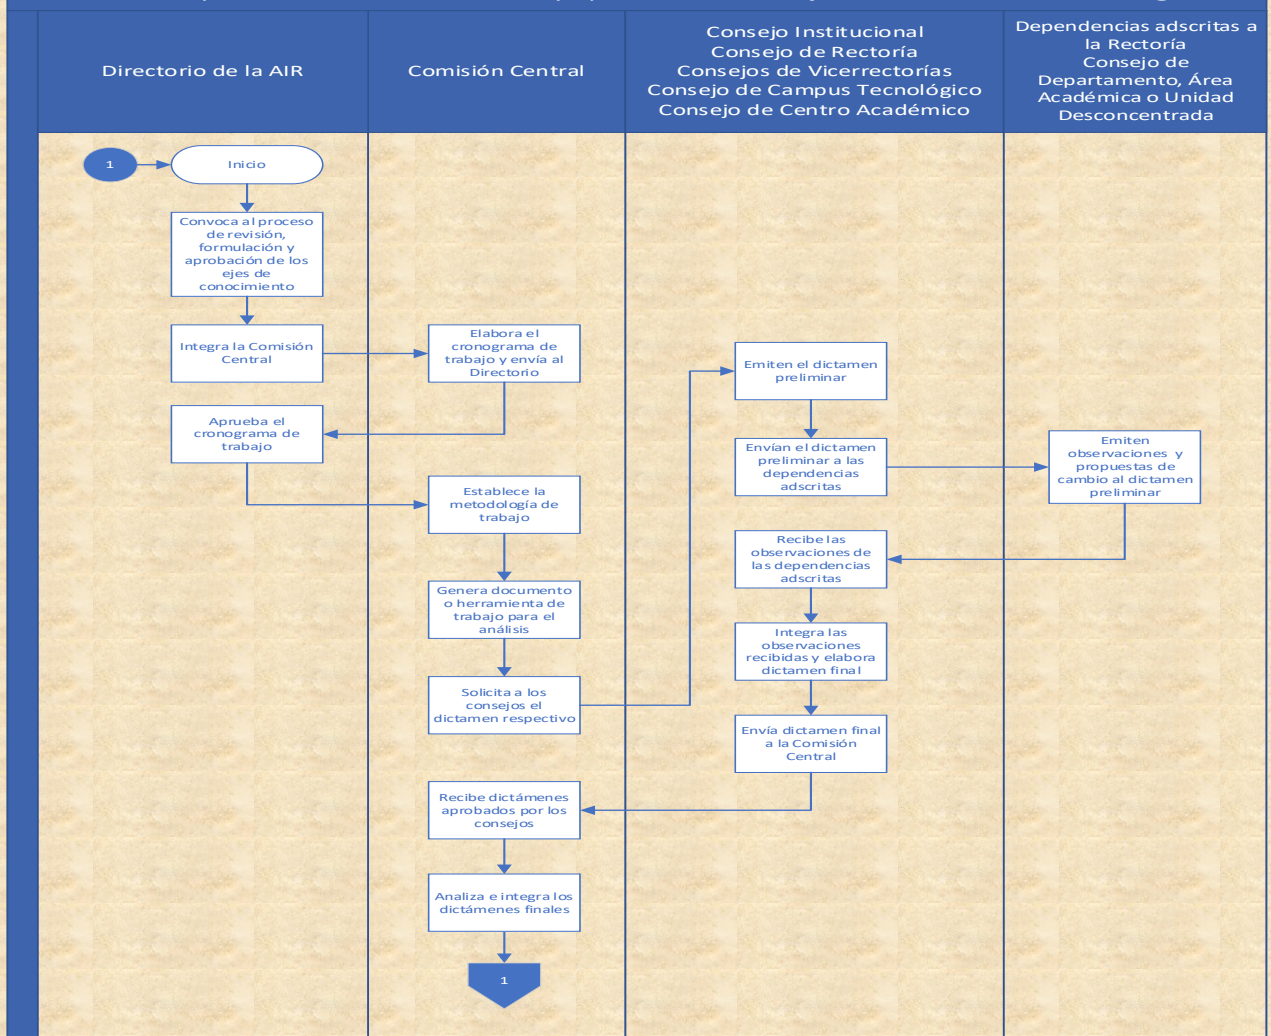 Directorio de la AIR
Comisión Central
Consejo Institucional
Consejo de Rectoría
Consejos de Vicerrectorías
Consejo de Campus Tecnológico
Consejo de Centro Académico
Dependencias adscritas a
la Rectoría
Consejo de
Departamento, Área
Académica o Unidad
Desconcentrada
1
Inicio
Convoca al proceso
de revisión,
formulación y
aprobación de los
ejes de
conocimiento
Integra la Comisión
Central
Elabora el
cronograma de
trabajo y envía al
Directorio
Aprueba el
cronograma de
trabajo
Establece la
metodología de
trabajo
Genera documento
o herramienta de
trabajo para el
análisis
Solicita a los
consejos el
dictamen respectivo
Emiten el dictamen
preliminar
Envían el dictamen
preliminar a las
dependencias
adscritas
Emiten
observaciones y
propuestas de
cambio al dictamen
preliminar
Recibe las
observaciones de
las dependencias
adscritas
Integra las
observaciones
recibidas y elabora
dictamen final
Envía dictamen final
a la Comisión
Central
Recibe dictámenes
aprobados por los
consejos
Analiza e integra los
dictámenes finales
1